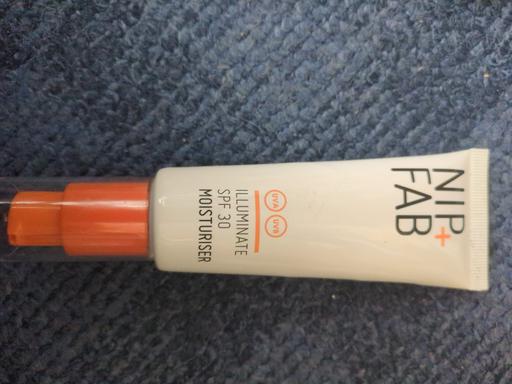 NIP+
FAB
UVA UVB
ILLUMINATE
SPF 30
MOISTURISER